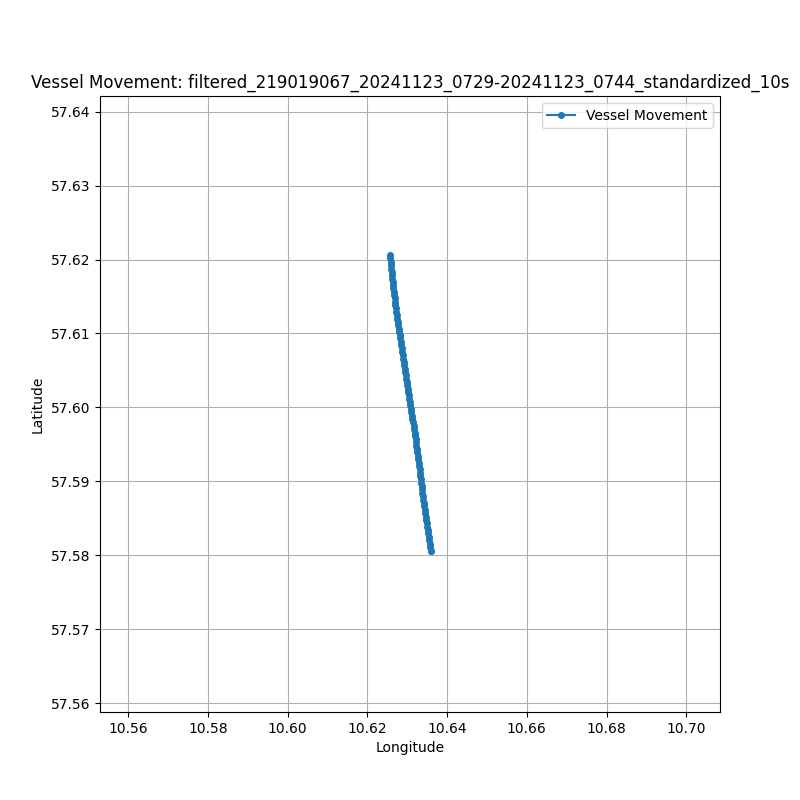 Vessel Movement: filtered_219019067_20241123_0729-20241123_0744_standardized_10s
Vessel Movement
57.64
57.63
57.62
57.61
57.60
57.59
57.58
57.57
57.56
Latitude
10.56 10.58 10.60 10.62 10.64 10.66 10.68 10.70
Longitude